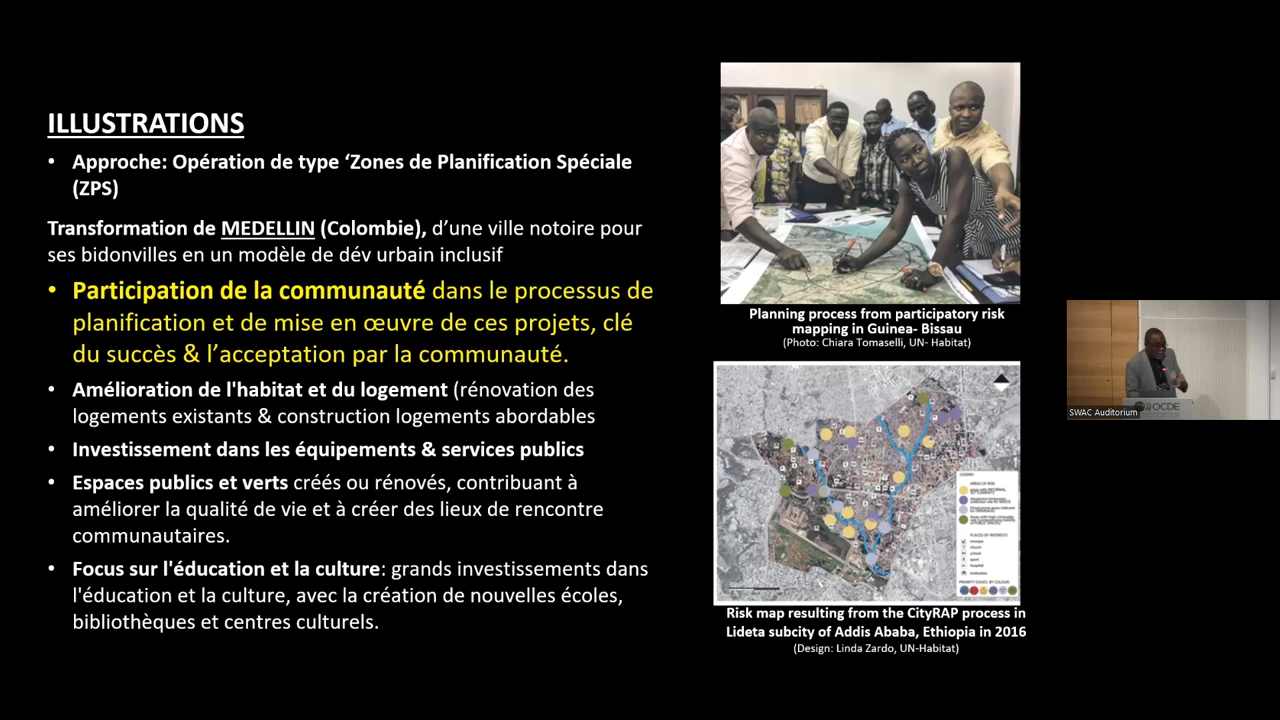 ILLUSTRATIONS
• Approche: Opération de type ‘Zones de Planification Spéciale
(ZPS)
Transformation de MEDELLIN (Colombie), d’une ville notoire pour
ses bidonvilles en un modèle de dév urbain inclusif
• Participation de la communauté dans le processus de
planification et de mise en œuvre de ces projets, clé
du succès & l’acceptation par la communauté.
• Amélioration de l'habitat et du logement (rénovation des
logements existants & construction logements abordables
• Investissement dans les équipements & services publics
• Espaces publics et verts créés ou rénovés, contribuant à
améliorer la qualité de vie et à créer des lieux de rencontre
communautaires.
• Focus sur l'éducation et la culture: grands investissements dans
l'éducation et la culture, avec la création de nouvelles écoles,
bibliothèques et centres culturels.
Planning process from participatory risk
mapping in Guinea- Bissau
(Photo: Chiara Tomaselli, UN- Habitat)
Risk map resulting from the CityRAP process in
Lideta subcity of Addis Ababa, Ethiopia in 2016
(Design: Linda Zardo, UN-Habitat)
SWAC Auditorium
OCDE